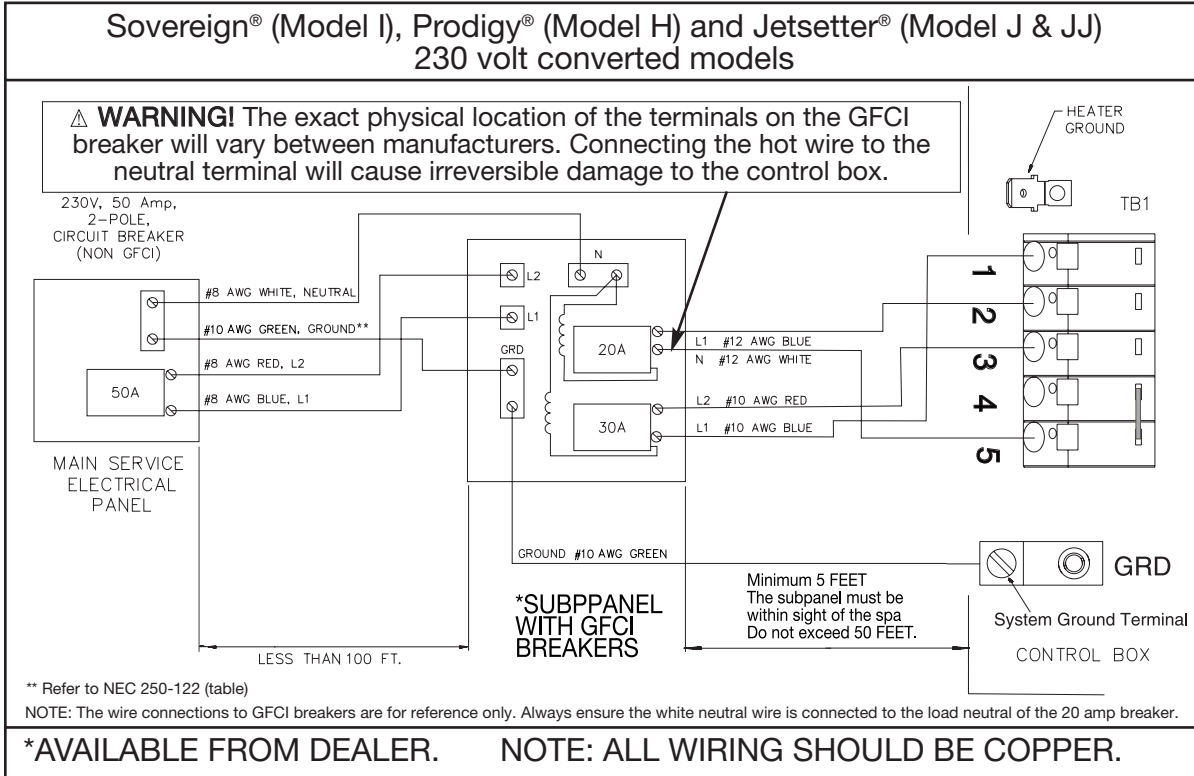 Sovereign® (Model I), Prodigy® (Model H) and Jetsetter® (Model J & JJ)
230 volt converted models
⚠ WARNING! The exact physical location of the terminals on the GFCI
breaker will vary between manufacturers. Connecting the hot wire to the
neutral terminal will cause irreversible damage to the control box.
HEATER
GROUND
TB1
230V, 50 Amp,
2-POLE,
CIRCUIT BREAKER
(NON GFCI)
#8 AWG WHITE, NEUTRAL
#10 AWG GREEN, GROUND**
#8 AWG RED, L2
#8 AWG BLUE, L1
50A
MAIN SERVICE
ELECTRICAL
PANEL
L2
N
L1
GRD
20A
30A
L1 #12 AWG BLUE
N #12 AWG WHITE
L2 #10 AWG RED
L1 #10 AWG BLUE
1
2
3
4
5
GROUND #10 AWG GREEN
*SUBPPANEL
WITH GFCI
BREAKERS
Minimum 5 FEET
The subpanel must be
within sight of the spa
Do not exceed 50 FEET.
GRD
System Ground Terminal
CONTROL BOX
LESS THAN 100 FT.
** Refer to NEC 250-122 (table)
NOTE: The wire connections to GFCI breakers are for reference only. Always ensure the white neutral wire is connected to the load neutral of the 20 amp breaker.
*AVAILABLE FROM DEALER. NOTE: ALL WIRING SHOULD BE COPPER.